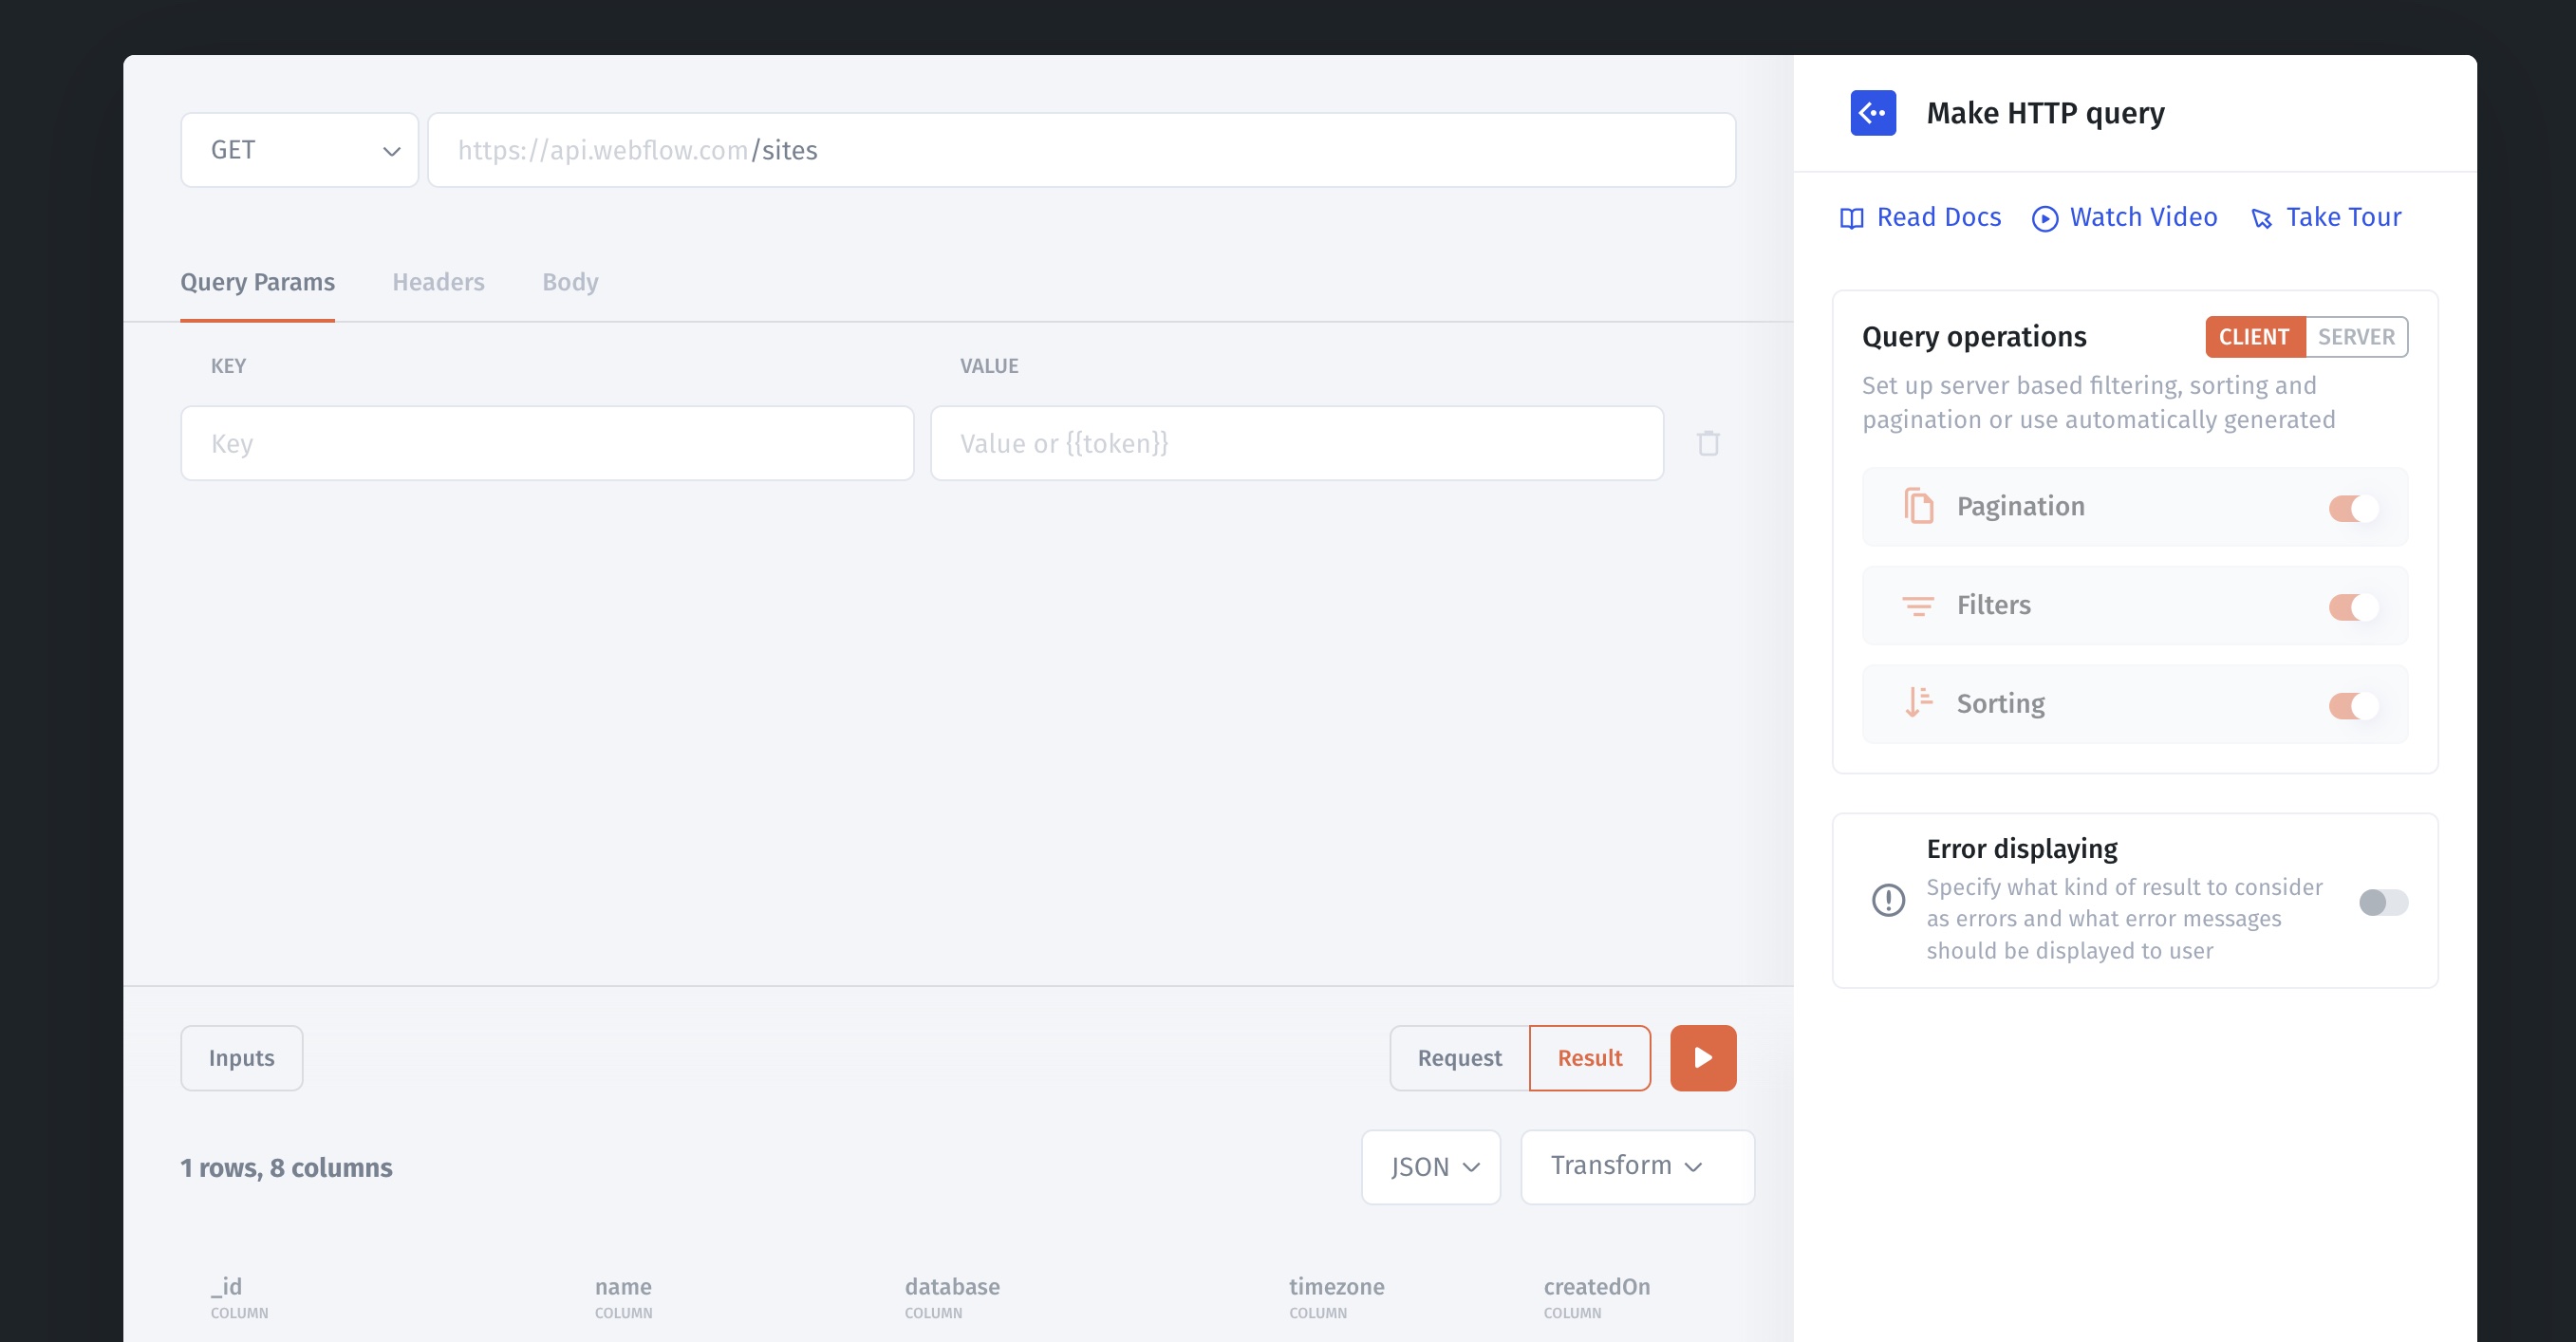 GET
https://api.webflow.com/sites
Query Params
Headers
Body
KEY
VALUE
Key
Value or {{token}}
Inputs
Request
Result
1 rows, 8 columns
JSON
Transform
_id
COLUMN
name
COLUMN
database
COLUMN
timezone
COLUMN
createdOn
COLUMN
Make HTTP query
Read Docs
Watch Video
Take Tour
Query operations
CLIENT
SERVER
Set up server based filtering, sorting and
pagination or use automatically generated
Pagination
Filters
Sorting
Error displaying
Specify what kind of result to consider
as errors and what error messages
should be displayed to user